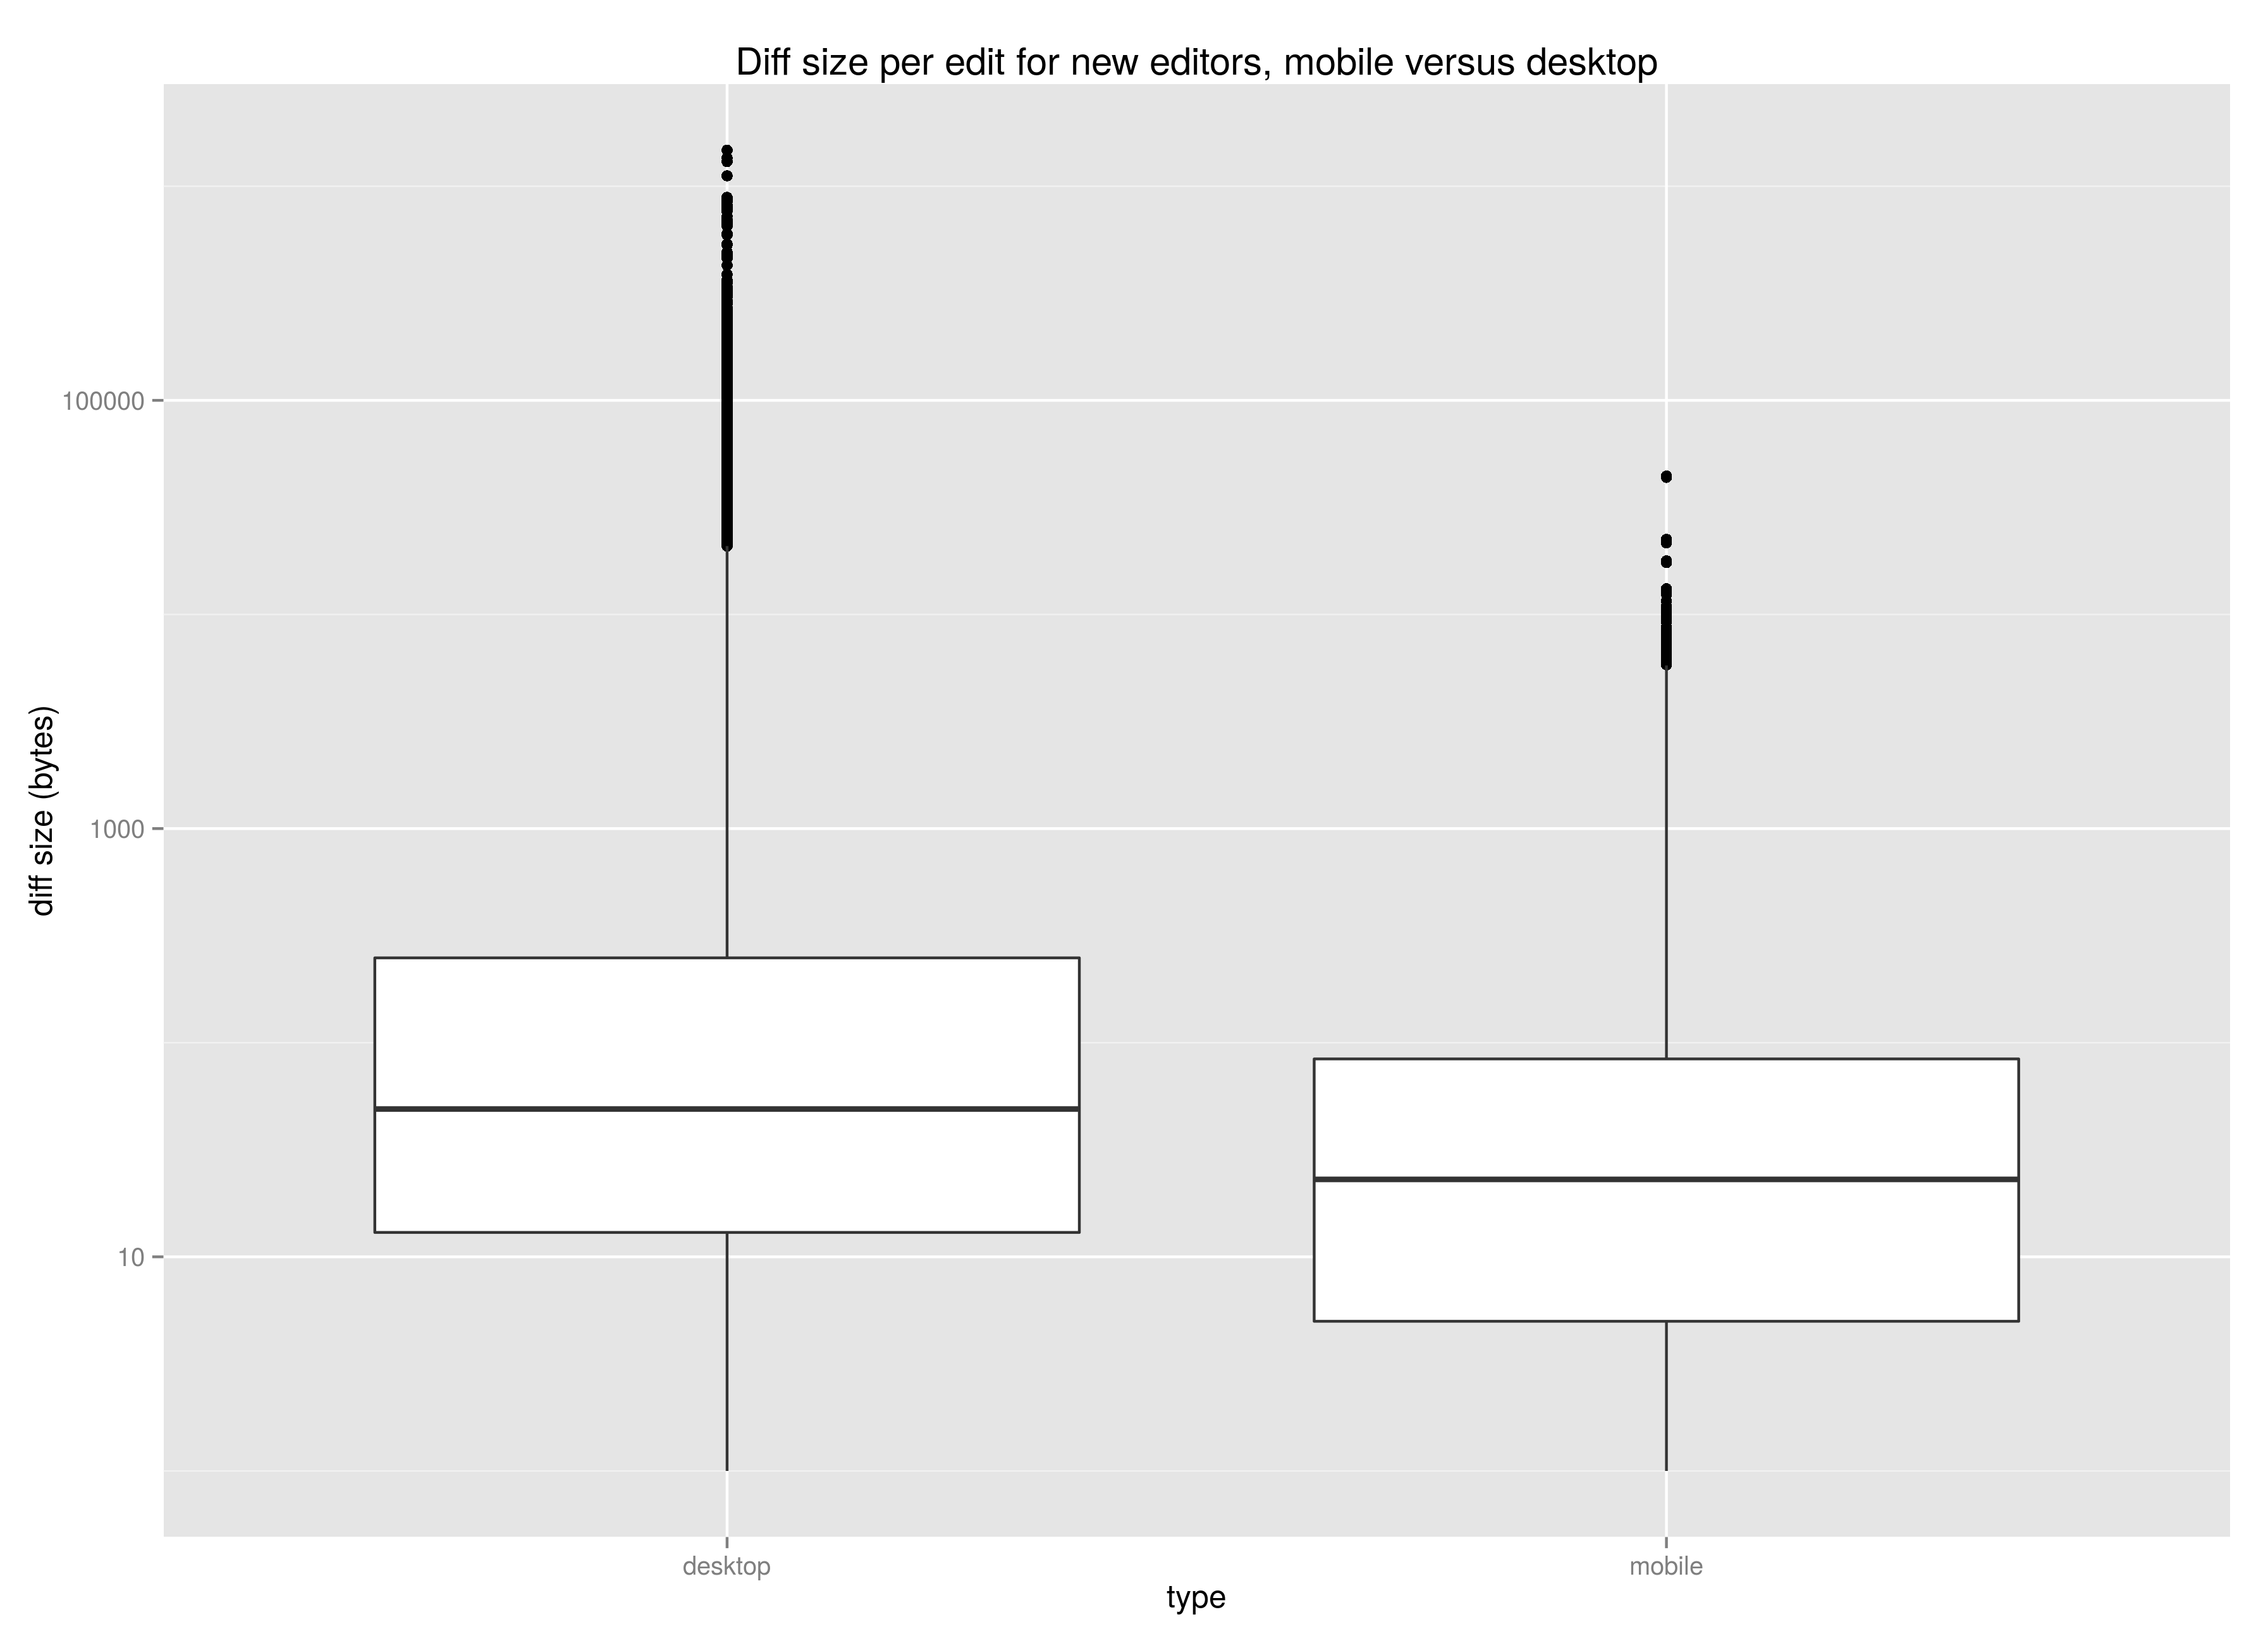 Diff size per edit for new editors, mobile versus desktop
diff size (bytes)
100000
1000
10
desktop
mobile
type